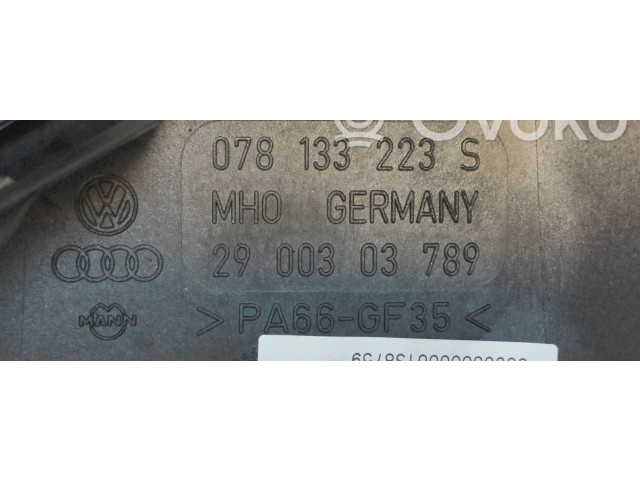 078 133 223 S
MHO GERMANY
29 003 03 789
MANN
>PA66-GF35<